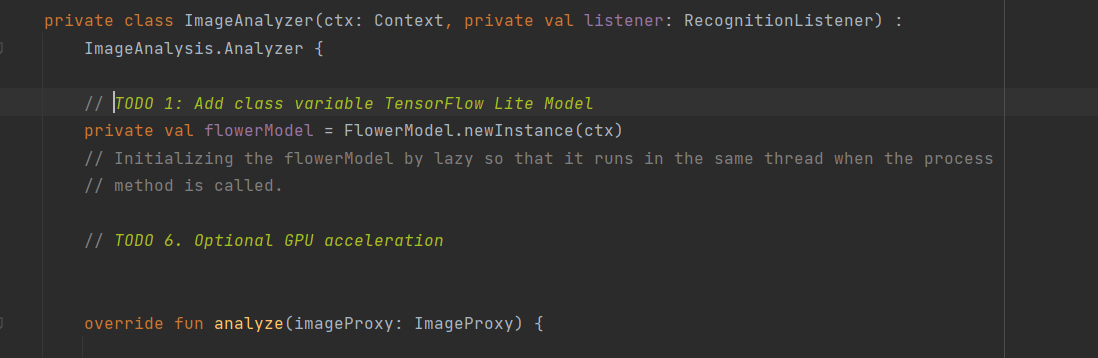 private class ImageAnalyzer(ctx: Context, private val listener: RecognitionListener) :
ImageAnalysis.Analyzer {
// TODO 1: Add class variable TensorFlow Lite Model
private val flowerModel = FlowerModel.newInstance(ctx)
// Initializing the flowerModel by lazy so that it runs in the same thread when the process
// method is called.
// TODO 6. Optional GPU acceleration
override fun analyze(imageProxy: ImageProxy) {